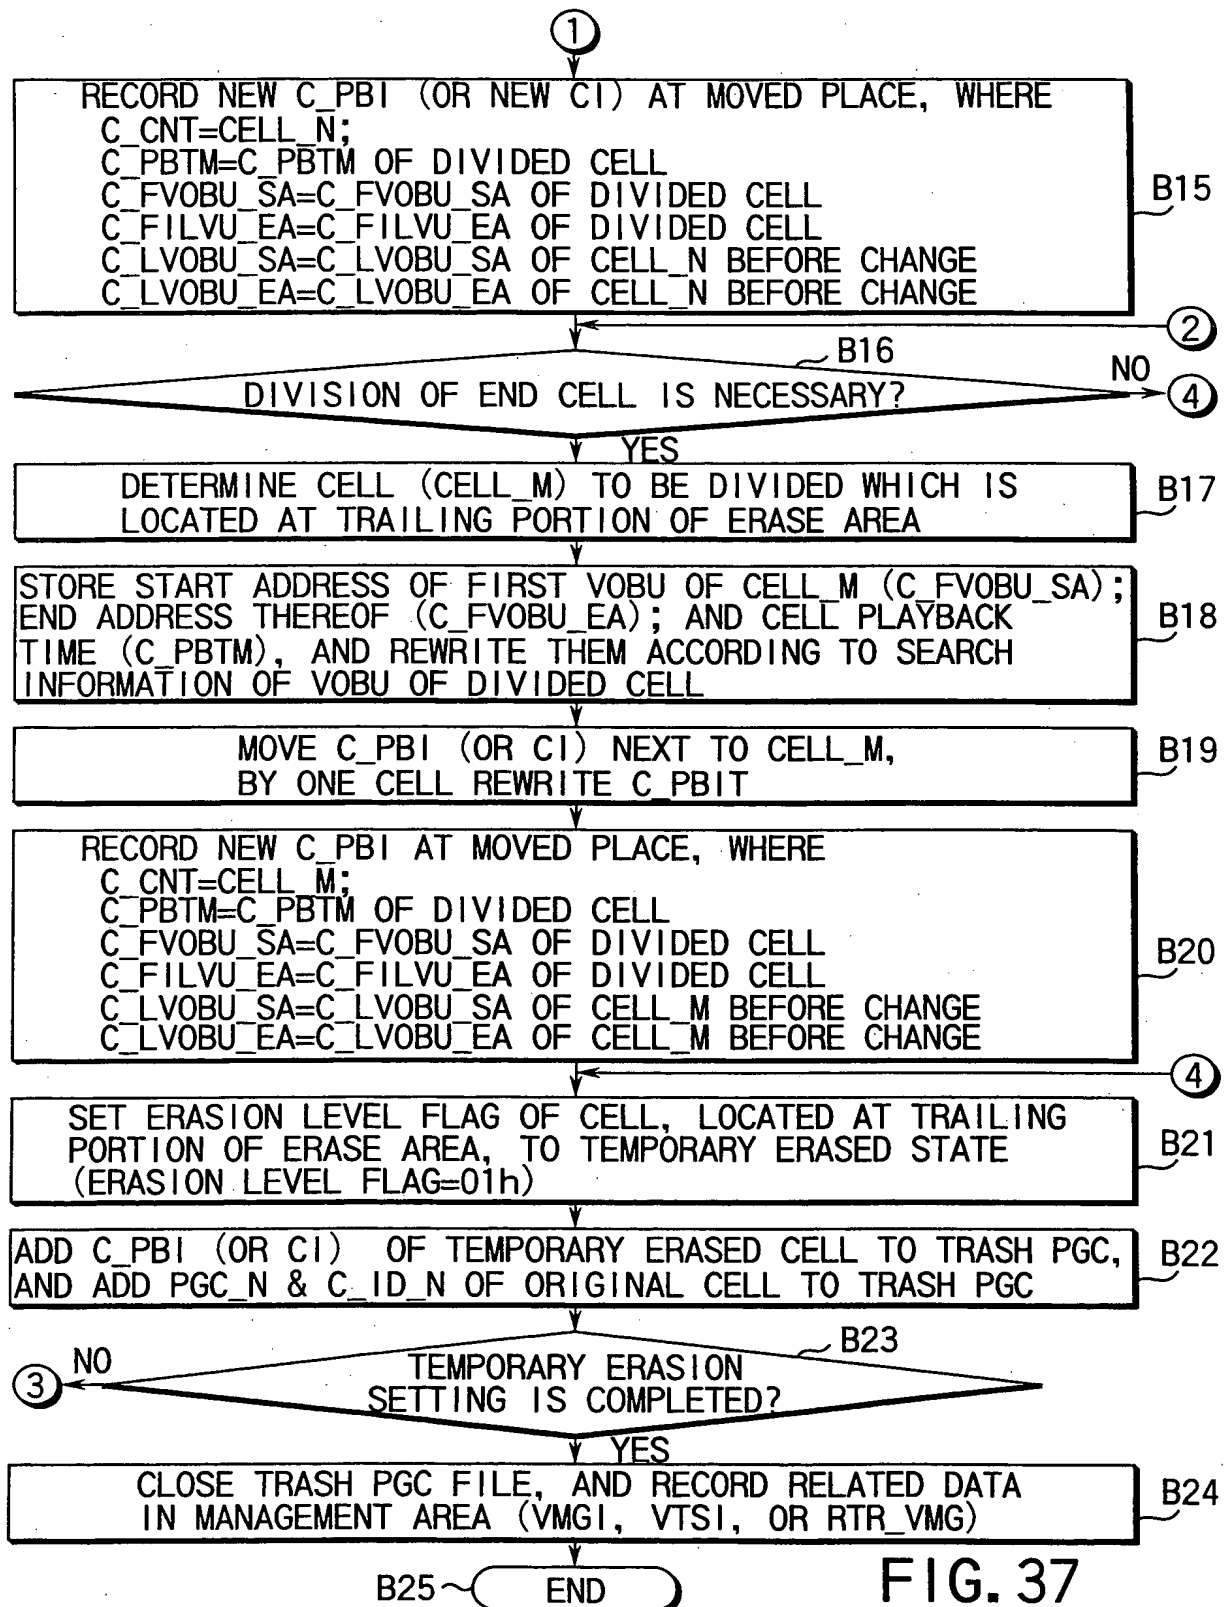 1
RECORD NEW C_PBI (OR NEW CI) AT MOVED PLACE, WHERE
C_CNT=CELL_N;
C_PBTM=C_PBTM OF DIVIDED CELL
C_FVOBU_SA=C_FVOBU_SA OF DIVIDED CELL
C_FILVU_EA=C_FILVU_EA OF DIVIDED CELL
C_LVOBU_SA=C_LVOBU_SA OF CELL_N BEFORE CHANGE
C_LVOBU_EA=C_LVOBU_EA OF CELL_N BEFORE CHANGE
B15
2
B16
DIVISION OF END CELL IS NECESSARY?
NO
4
YES
DETERMINE CELL (CELL_M) TO BE DIVIDED WHICH IS
LOCATED AT TRAILING PORTION OF ERASE AREA
B17
STORE START ADDRESS OF FIRST VOBU OF CELL_M (C_FVOBU_SA);
END ADDRESS THEREOF (C_FVOBU_EA); AND CELL PLAYBACK
TIME (C_PBTM), AND REWRITE THEM ACCORDING TO SEARCH
INFORMATION OF VOBU OF DIVIDED CELL
B18
MOVE C_PBI (OR CI) NEXT TO CELL_M,
BY ONE CELL REWRITE C_PBIT
B19
RECORD NEW C_PBI AT MOVED PLACE, WHERE
C_CNT=CELL_M;
C_PBTM=C_PBTM OF DIVIDED CELL
C_FVOBU_SA=C_FVOBU_SA OF DIVIDED CELL
C_FILVU_EA=C_FILVU_EA OF DIVIDED CELL
C_LVOBU_SA=C_LVOBU_SA OF CELL_M BEFORE CHANGE
C_LVOBU_EA=C_LVOBU_EA OF CELL_M BEFORE CHANGE
B20
4
SET ERASION LEVEL FLAG OF CELL, LOCATED AT TRAILING
PORTION OF ERASE AREA, TO TEMPORARY ERASED STATE
(ERASION LEVEL FLAG=01h)
B21
ADD C_PBI (OR CI) OF TEMPORARY ERASED CELL TO TRASH PGC,
AND ADD PGC_N & C_ID_N OF ORIGINAL CELL TO TRASH PGC
B22
B23
TEMPORARY ERASION
SETTING IS COMPLETED?
NO
3
YES
CLOSE TRASH PGC FILE, AND RECORD RELATED DATA
IN MANAGEMENT AREA (VMGI, VTSI, OR RTR_VMG)
B24
B25
END
FIG. 37